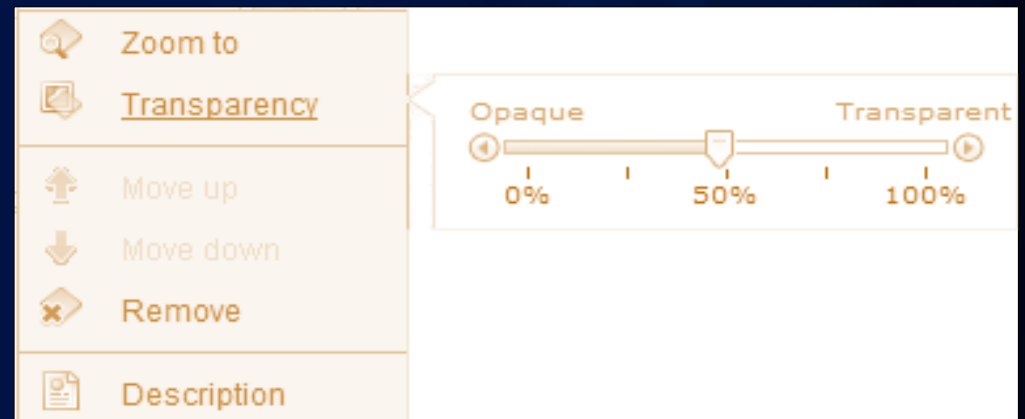 Zoom to
Transparency
Opaque Transparent
0% 50% 100%
Move up
Move down
Remove
Description